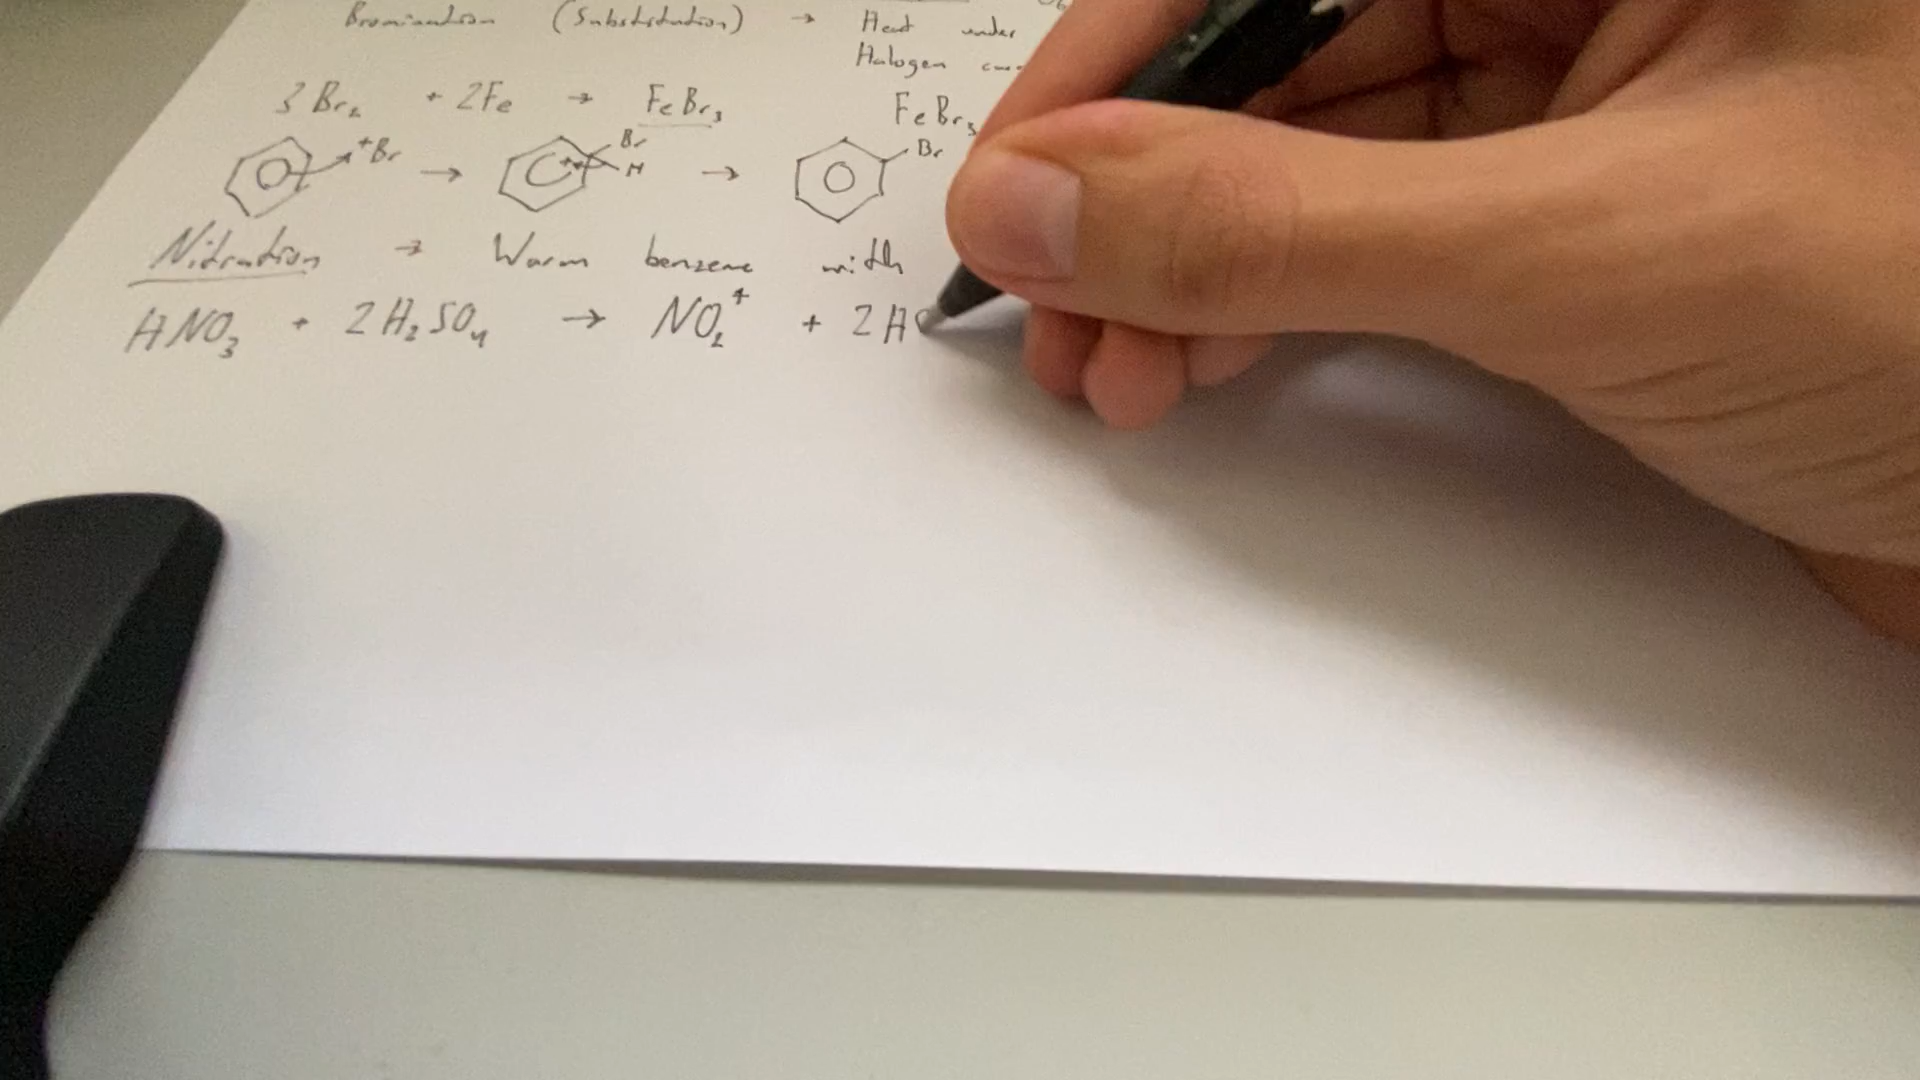 Bromination (Substitution) → Heat under
Halogen
3 Br₂ + 2Fe → FeBr₃ FeBr₃
+Br → Br H → Br
Nitration → Warm benzene with
HNO₃ + 2H₂SO₄ → NO₂⁺ + 2H